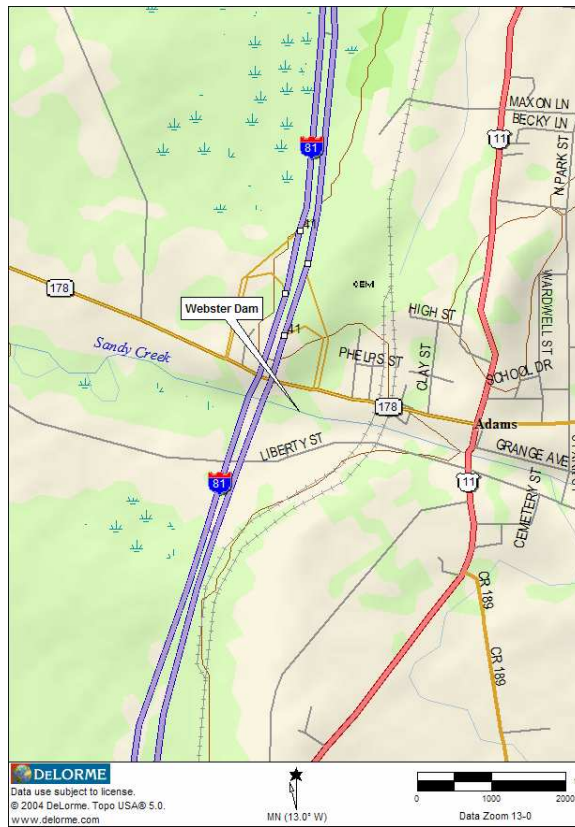 MAXON LN
BECKY LN
11
N PARK ST
81
41
178
Webster Dam
HIGH ST
WARDWELL ST
Sandy Creek
41
PHELPS ST
CLAY ST
SCHOOL DR
178
Adams
LIBERTY ST
GRANGE AVE
81
11
CEMETERY ST
CR 189
CR 189
DELORME
Data use subject to license.
© 2004 DeLorme. Topo USA® 5.0.
www.delorme.com
MN (13.0° W)
0 1000 2000
Data Zoom 13-0